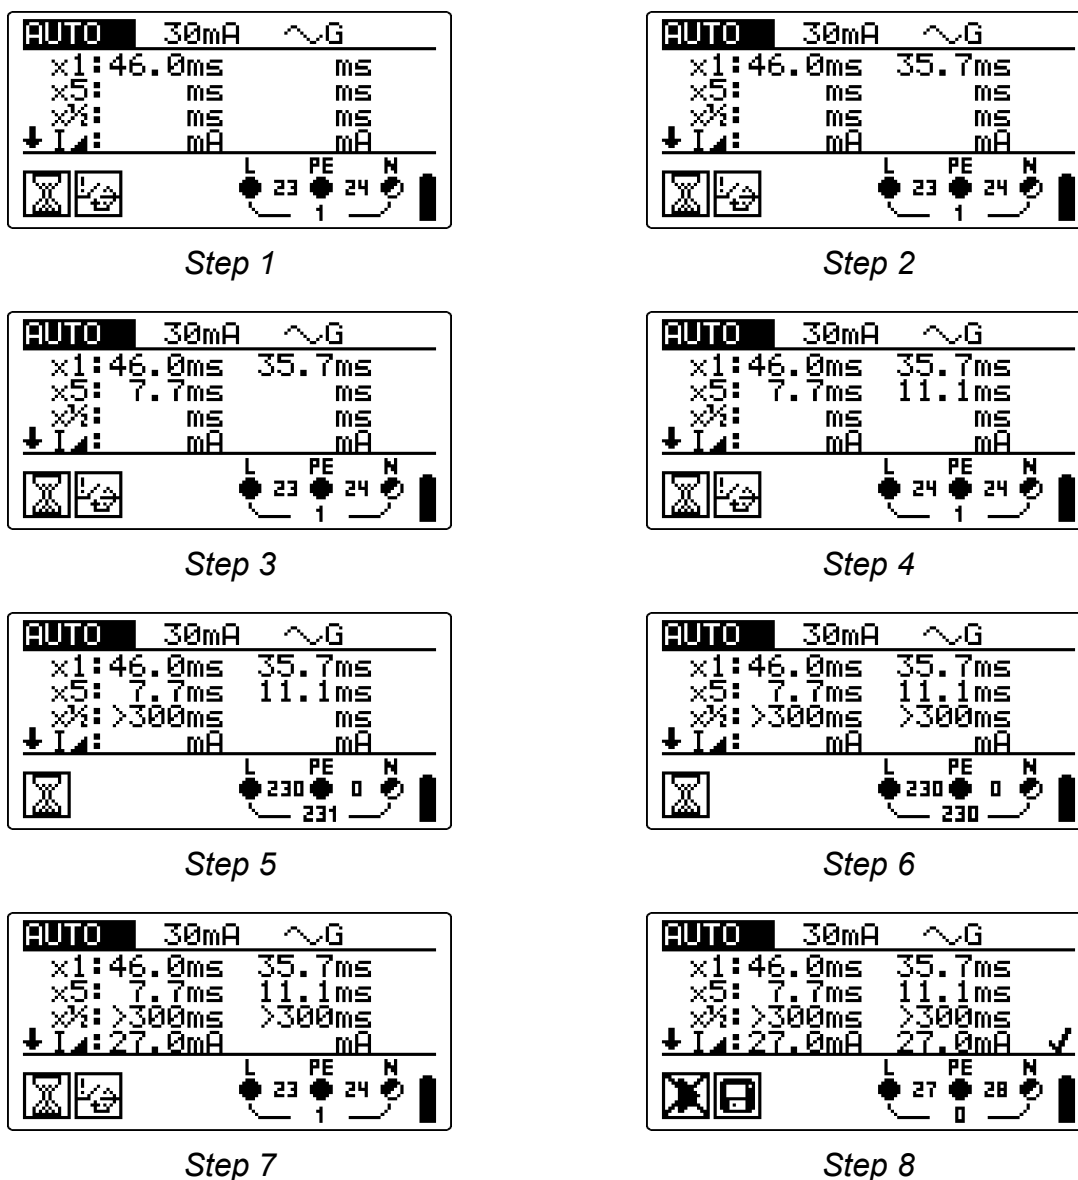 AUTO 30mA G
x1:46.0ms ms
x5: ms ms
x½: ms ms
I: mA mA
L PE N
23 24
1
Step 1
AUTO 30mA G
x1:46.0ms 35.7ms
x5: ms ms
x½: ms ms
I: mA mA
L PE N
23 24
1
Step 2
AUTO 30mA G
x1:46.0ms 35.7ms
x5: 7.7ms ms
x½: ms ms
I: mA mA
L PE N
23 24
1
Step 3
AUTO 30mA G
x1:46.0ms 35.7ms
x5: 7.7ms 11.1ms
x½: ms ms
I: mA mA
L PE N
24 24
1
Step 4
AUTO 30mA G
x1:46.0ms 35.7ms
x5: 7.7ms 11.1ms
x½:>300ms ms
I: mA mA
L PE N
230 0
231
Step 5
AUTO 30mA G
x1:46.0ms 35.7ms
x5: 7.7ms 11.1ms
x½:>300ms >300ms
I: mA mA
L PE N
230 0
230
Step 6
AUTO 30mA G
x1:46.0ms 35.7ms
x5: 7.7ms 11.1ms
x½:>300ms >300ms
I:27.0mA mA
L PE N
23 24
1
Step 7
AUTO 30mA G
x1:46.0ms 35.7ms
x5: 7.7ms 11.1ms
x½:>300ms >300ms
I:27.0mA 27.0mA ✓
L PE N
27 28
0
Step 8